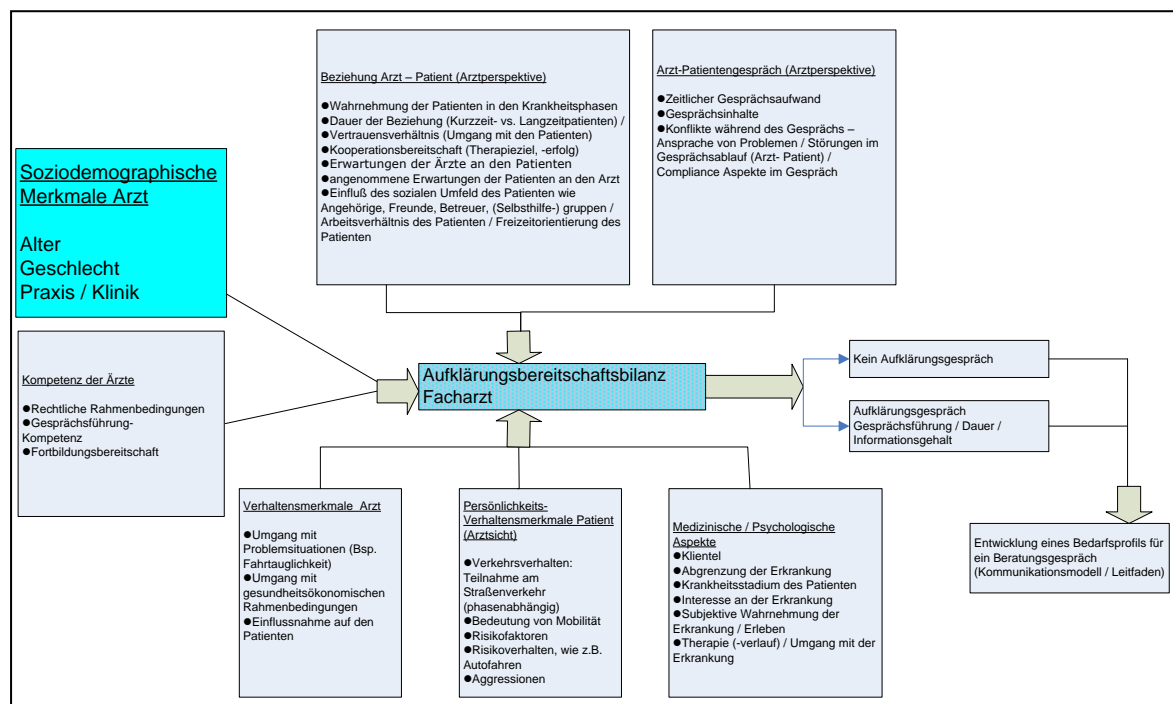 Beziehung Arzt – Patient (Arztperspektive)
●Wahrnehmung der Patienten in den Krankheitsphasen
●Dauer der Beziehung (Kurzzeit- vs. Langzeitpatienten) /
●Vertrauensverhältnis (Umgang mit den Patienten)
●Kooperationsbereitschaft (Therapieziel, -erfolg)
●Erwartungen der Ärzte an den Patienten
●angenommene Erwartungen der Patienten an den Arzt
●Einfluß des sozialen Umfeld des Patienten wie
Angehörige, Freunde, Betreuer, (Selbsthilfe-) gruppen /
Arbeitsverhältnis des Patienten / Freizeitorientierung des
Patienten
Arzt-Patientengespräch (Arztperspektive)
●Zeitlicher Gesprächsaufwand
●Gesprächsinhalte
●Konflikte während des Gesprächs –
Ansprache von Problemen / Störungen im
Gesprächsablauf (Arzt- Patient) /
Compliance Aspekte im Gespräch
Soziodemographische
Merkmale Arzt
Alter
Geschlecht
Praxis / Klinik
Kompetenz der Ärzte
●Rechtliche Rahmenbedingungen
●Gesprächsführung-
Kompetenz
●Fortbildungsbereitschaft
Aufklärungsbereitschaftsbilanz
Facharzt
Kein Aufklärungsgespräch
Aufklärungsgespräch
Gesprächsführung / Dauer /
Informationsgehalt
Verhaltensmerkmale Arzt
●Umgang mit
Problemsituationen (Bsp.
Fahrtauglichkeit)
●Umgang mit
gesundheitsökonomischen
Rahmenbedingungen
●Einflussnahme auf den
Patienten
Persönlichkeits-
Verhaltensmerkmale Patient
(Arztsicht)
●Verkehrsverhalten:
Teilnahme am
Straßenverkehr
(phasenabhängig)
●Bedeutung von Mobilität
●Risikofaktoren
●Risikoverhalten, wie z.B.
Autofahren
●Aggressionen
Medizinische / Psychologische
Aspekte
●Klientel
●Abgrenzung der Erkrankung
●Krankheitsstadium des Patienten
●Interesse an der Erkrankung
●Subjektive Wahrnehmung der
Erkrankung / Erleben
●Therapie (-verlauf) / Umgang mit der
Erkrankung
Entwicklung eines Bedarfsprofils für
ein Beratungsgespräch
(Kommunikationsmodell / Leitfaden)